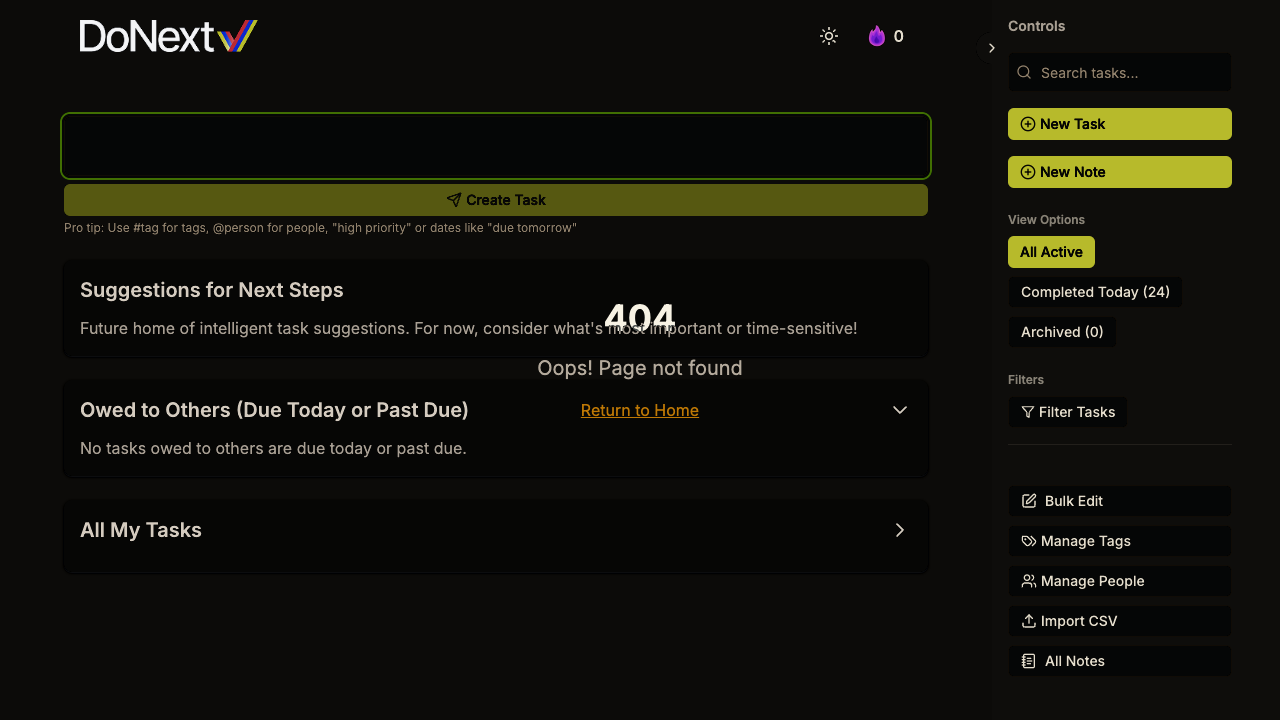 DoNext
0
Create Task
Pro tip: Use #tag for tags, @person for people, "high priority" or dates like "due tomorrow"
Suggestions for Next Steps
Future home of intelligent task suggestions. For now, consider what's most important or time-sensitive!
404
Oops! Page not found
Return to Home
Owed to Others (Due Today or Past Due)
No tasks owed to others are due today or past due.
All My Tasks
Controls
Search tasks...
New Task
New Note
View Options
All Active
Completed Today (24)
Archived (0)
Filters
Filter Tasks
Bulk Edit
Manage Tags
Manage People
Import CSV
All Notes